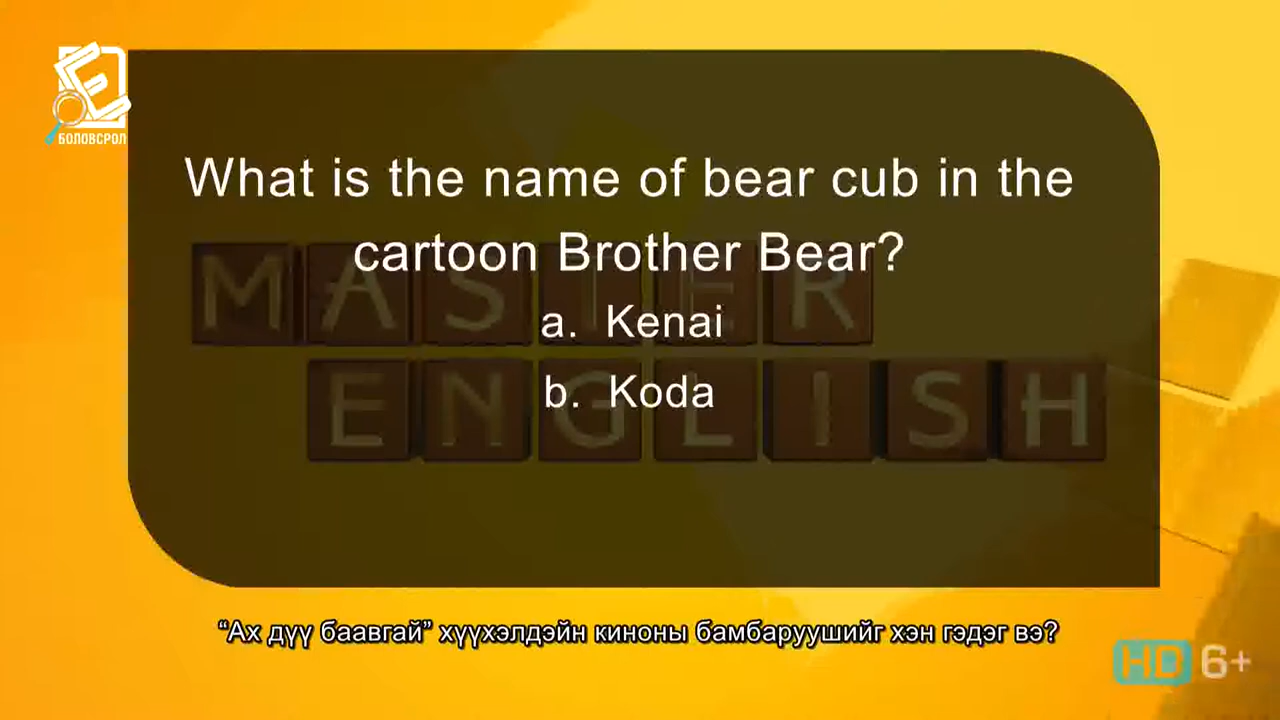 БОЛОВСРОЛ
What is the name of bear cub in the
cartoon Brother Bear?
MASTER
a. Kenai
b. Koda
ENGLISH
“Ах дүү баавгай” хүүхэлдэйн киноны бамбаруушийг хэн гэдэг вэ?
HD 6+